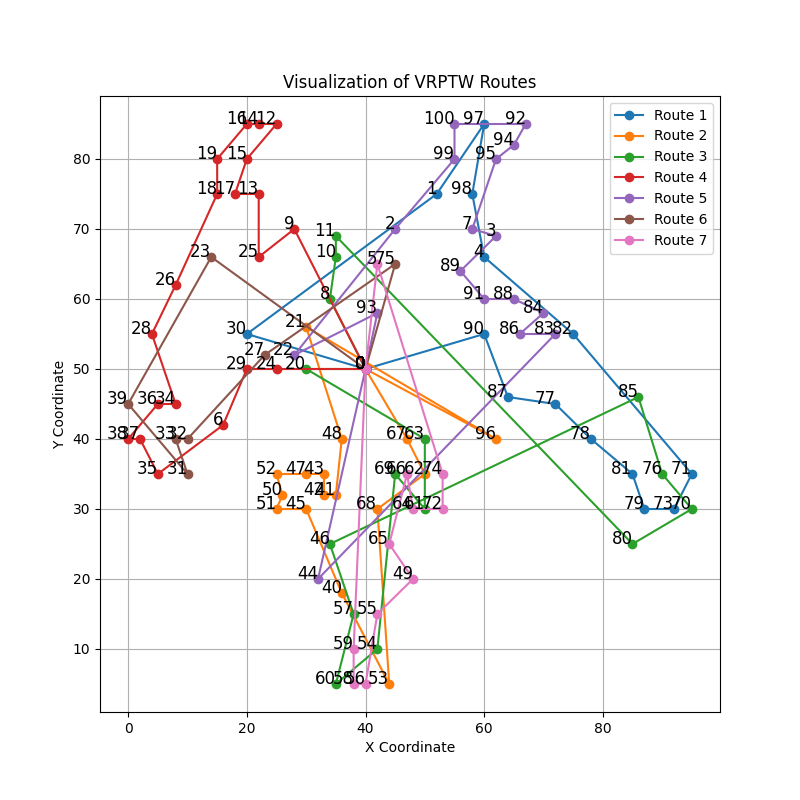 Visualization of VRPTW Routes
Route 1
Route 2
Route 3
Route 4
Route 5
Route 6
Route 7
Y Coordinate
80
70
60
50
40
30
20
10
0 20 40 60 80
X Coordinate
16 14 12 100 97 92
94
19 15 99 95
18 17 13 1 98
9 11 2 7 3
23 25 10 5 75 4
89
26 8 91 88
93 84
28 21 30 86 83 82 90
27 22
29 24 20 0
87 77 85
39 36 34
6
38 37 33 32 48 67 63 96 78
35 31 52 47 43 69 66 62 74 81 76 71
50 42 41
51 45 68 64 61 72 79 73 70
46 65 80
44 49
40
57 55
59 54
60 58 56 53